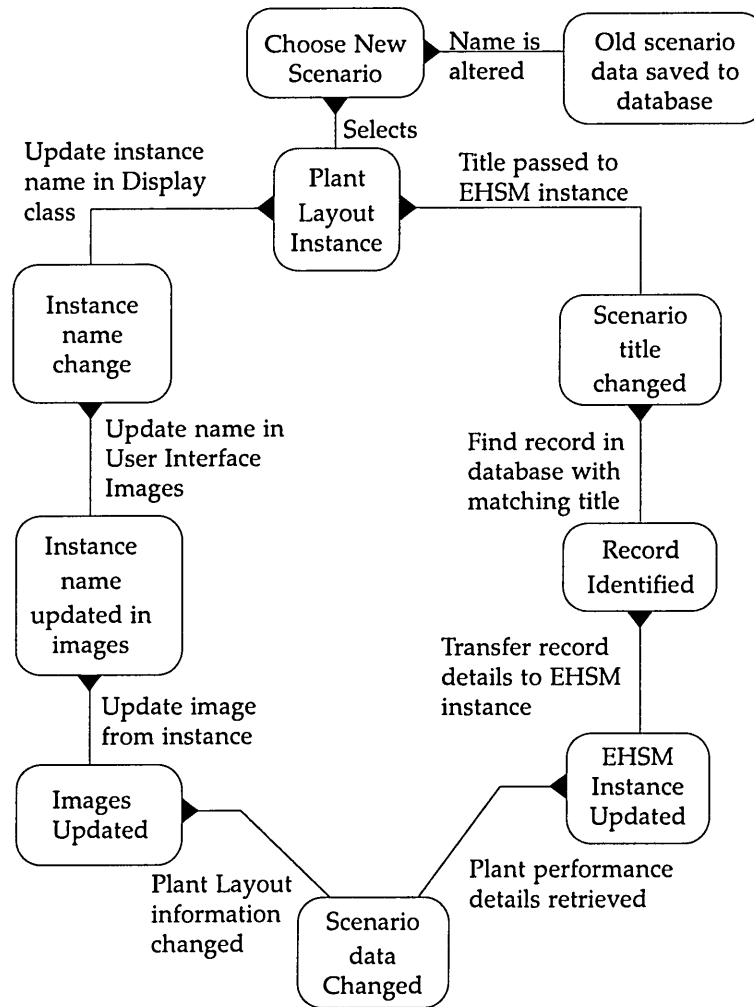 Choose New
Scenario
Name is
altered
Old scenario
data saved to
database
Selects
Update instance
name in Display
class
Plant
Layout
Instance
Title passed to
EHSM instance
Instance
name
change
Scenario
title
changed
Update name in
User Interface
Images
Find record in
database with
matching title
Instance
name
updated in
images
Record
Identified
Transfer record
details to EHSM
instance
Update image
from instance
Images
Updated
EHSM
Instance
Updated
Plant Layout
information
changed
Plant performance
details retrieved
Scenario
data
Changed